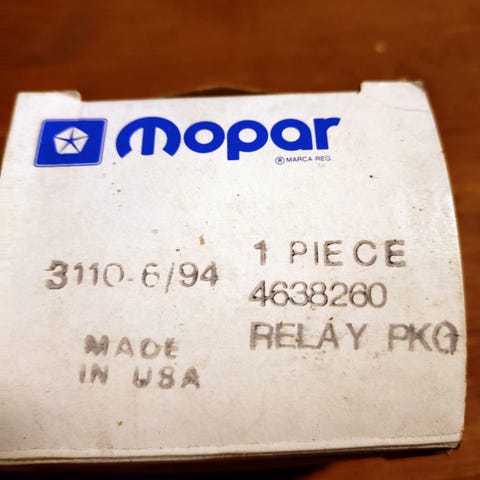 Mopar
® MARCA REG
1 PIECE
3110-6/94
4638260
RELAY PKG
MADE
IN USA